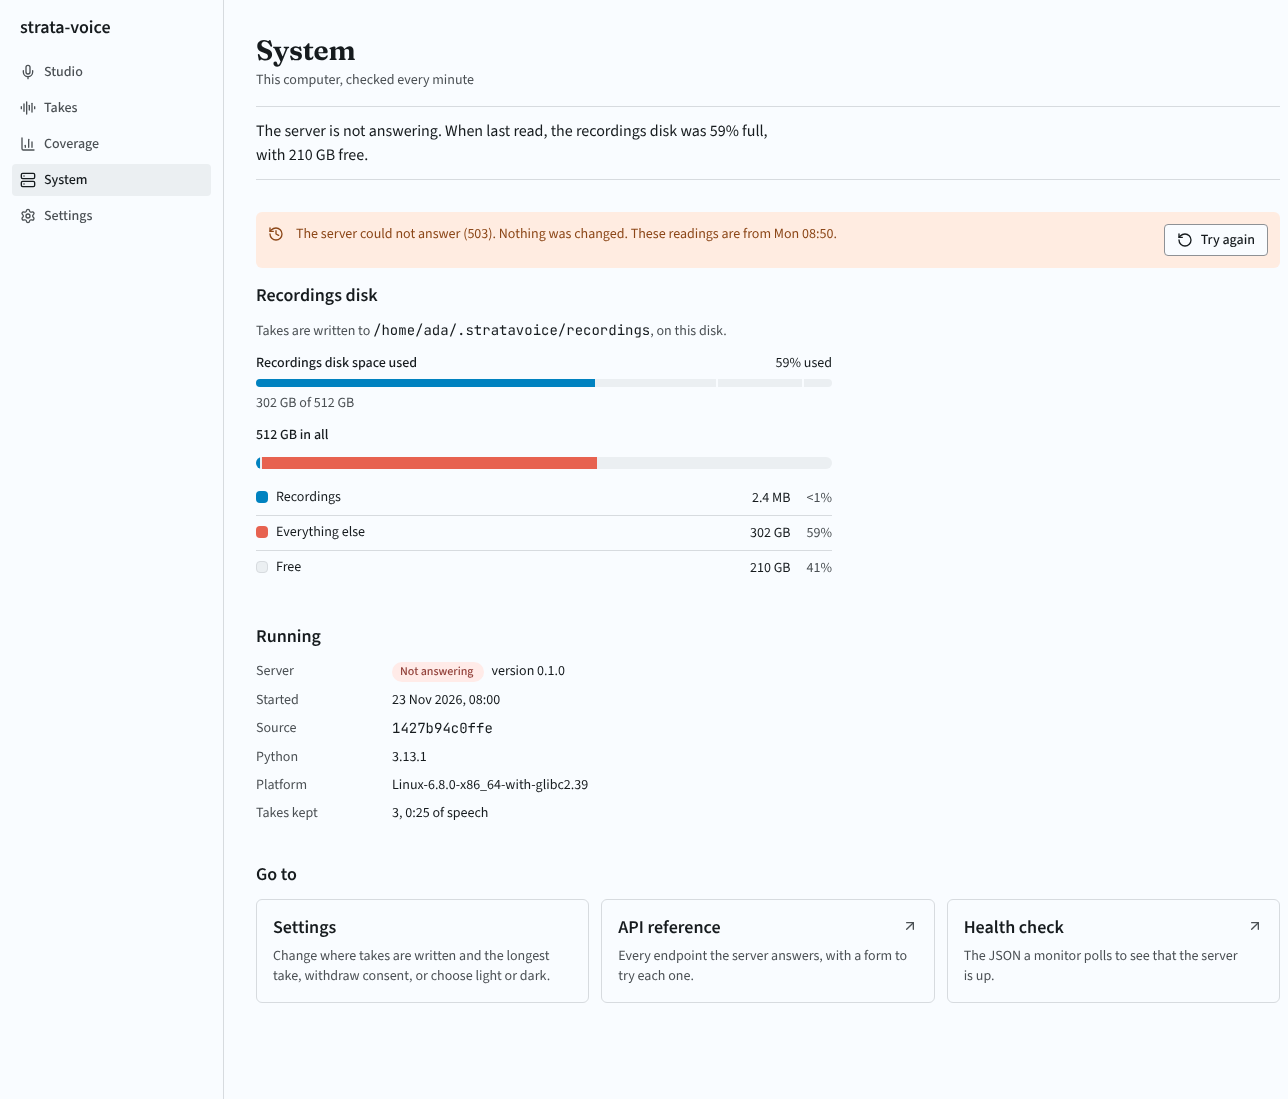 strata-voice
Studio
Takes
Coverage
System
Settings
System
This computer, checked every minute
The server is not answering. When last read, the recordings disk was 59% full,
with 210 GB free.
The server could not answer (503). Nothing was changed. These readings are from Mon 08:50.
Try again
Recordings disk
Takes are written to /home/ada/.stratavoice/recordings, on this disk.
Recordings disk space used 59% used
302 GB of 512 GB
512 GB in all
Recordings 2.4 MB <1%
Everything else 302 GB 59%
Free 210 GB 41%
Running
Server Not answering version 0.1.0
Started 23 Nov 2026, 08:00
Source 1427b94c0ffe
Python 3.13.1
Platform Linux-6.8.0-x86_64-with-glibc2.39
Takes kept 3, 0:25 of speech
Go to
Settings
Change where takes are written and the longest
take, withdraw consent, or choose light or dark.
API reference
Every endpoint the server answers, with a form to
try each one.
Health check
The JSON a monitor polls to see that the server
is up.